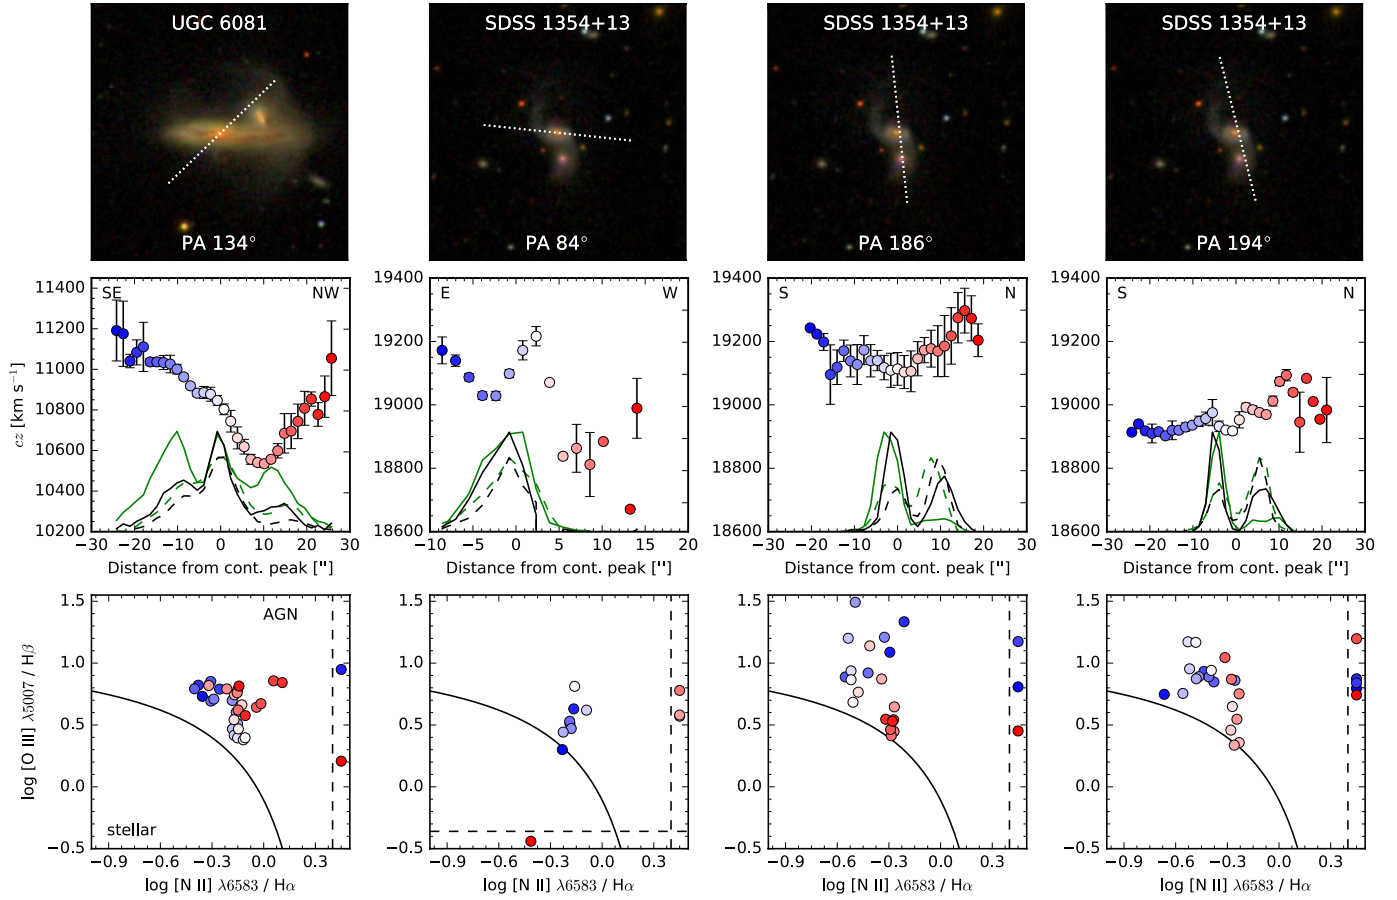 UGC 6081 SDSS 1354+13 SDSS 1354+13 SDSS 1354+13
PA 134° PA 84° PA 186° PA 194°
11400 19400 19400 19400
SE NW E W S N S N
11200
19200 19200 19200
11000
cz [km s⁻¹]
10800 19000 19000 19000
10600
18800 18800 18800
10400
10200 18600 18600 18600
−30 −20 −10 0 10 20 30 −10 −5 0 5 10 15 20 −30 −20 −10 0 10 20 30 −30 −20 −10 0 10 20 30
Distance from cont. peak ["] Distance from cont. peak ["] Distance from cont. peak ["] Distance from cont. peak ["]
1.5 1.5 1.5 1.5
AGN
1.0 1.0 1.0 1.0
log [O III] λ5007 / Hβ
0.5 0.5 0.5 0.5
0.0 0.0 0.0 0.0
stellar
−0.5 −0.5 −0.5 −0.5
−0.9 −0.6 −0.3 0.0 0.3 −0.9 −0.6 −0.3 0.0 0.3 −0.9 −0.6 −0.3 0.0 0.3 −0.9 −0.6 −0.3 0.0 0.3
log [N II] λ6583 / Hα log [N II] λ6583 / Hα log [N II] λ6583 / Hα log [N II] λ6583 / Hα